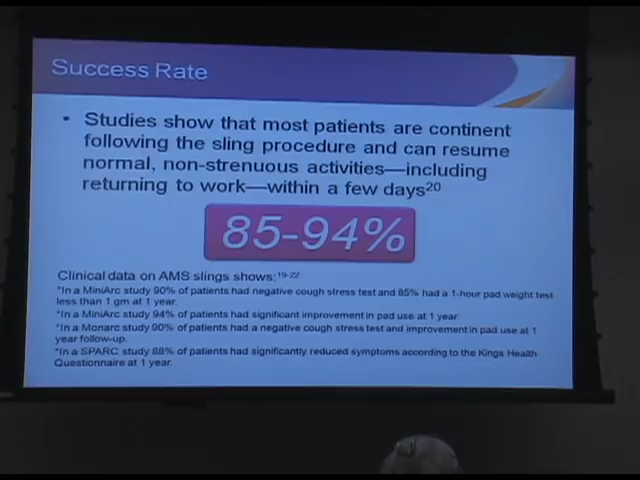 Success Rate
• Studies show that most patients are continent
following the sling procedure and can resume
normal, non-strenuous activities—including
returning to work—within a few days20
85-94%
Clinical data on AMS slings shows:19-22
*In a MiniArc study 90% of patients had negative cough stress test and 85% had a 1-hour pad weight test
less than 1 gm at 1 year.
*In a MiniArc study 94% of patients had significant improvement in pad use at 1 year.
*In a Monarc study 90% of patients had a negative cough stress test and improvement in pad use at 1
year follow-up.
*In a SPARC study 88% of patients had significantly reduced symptoms according to the Kings Health
Questionnaire at 1 year.